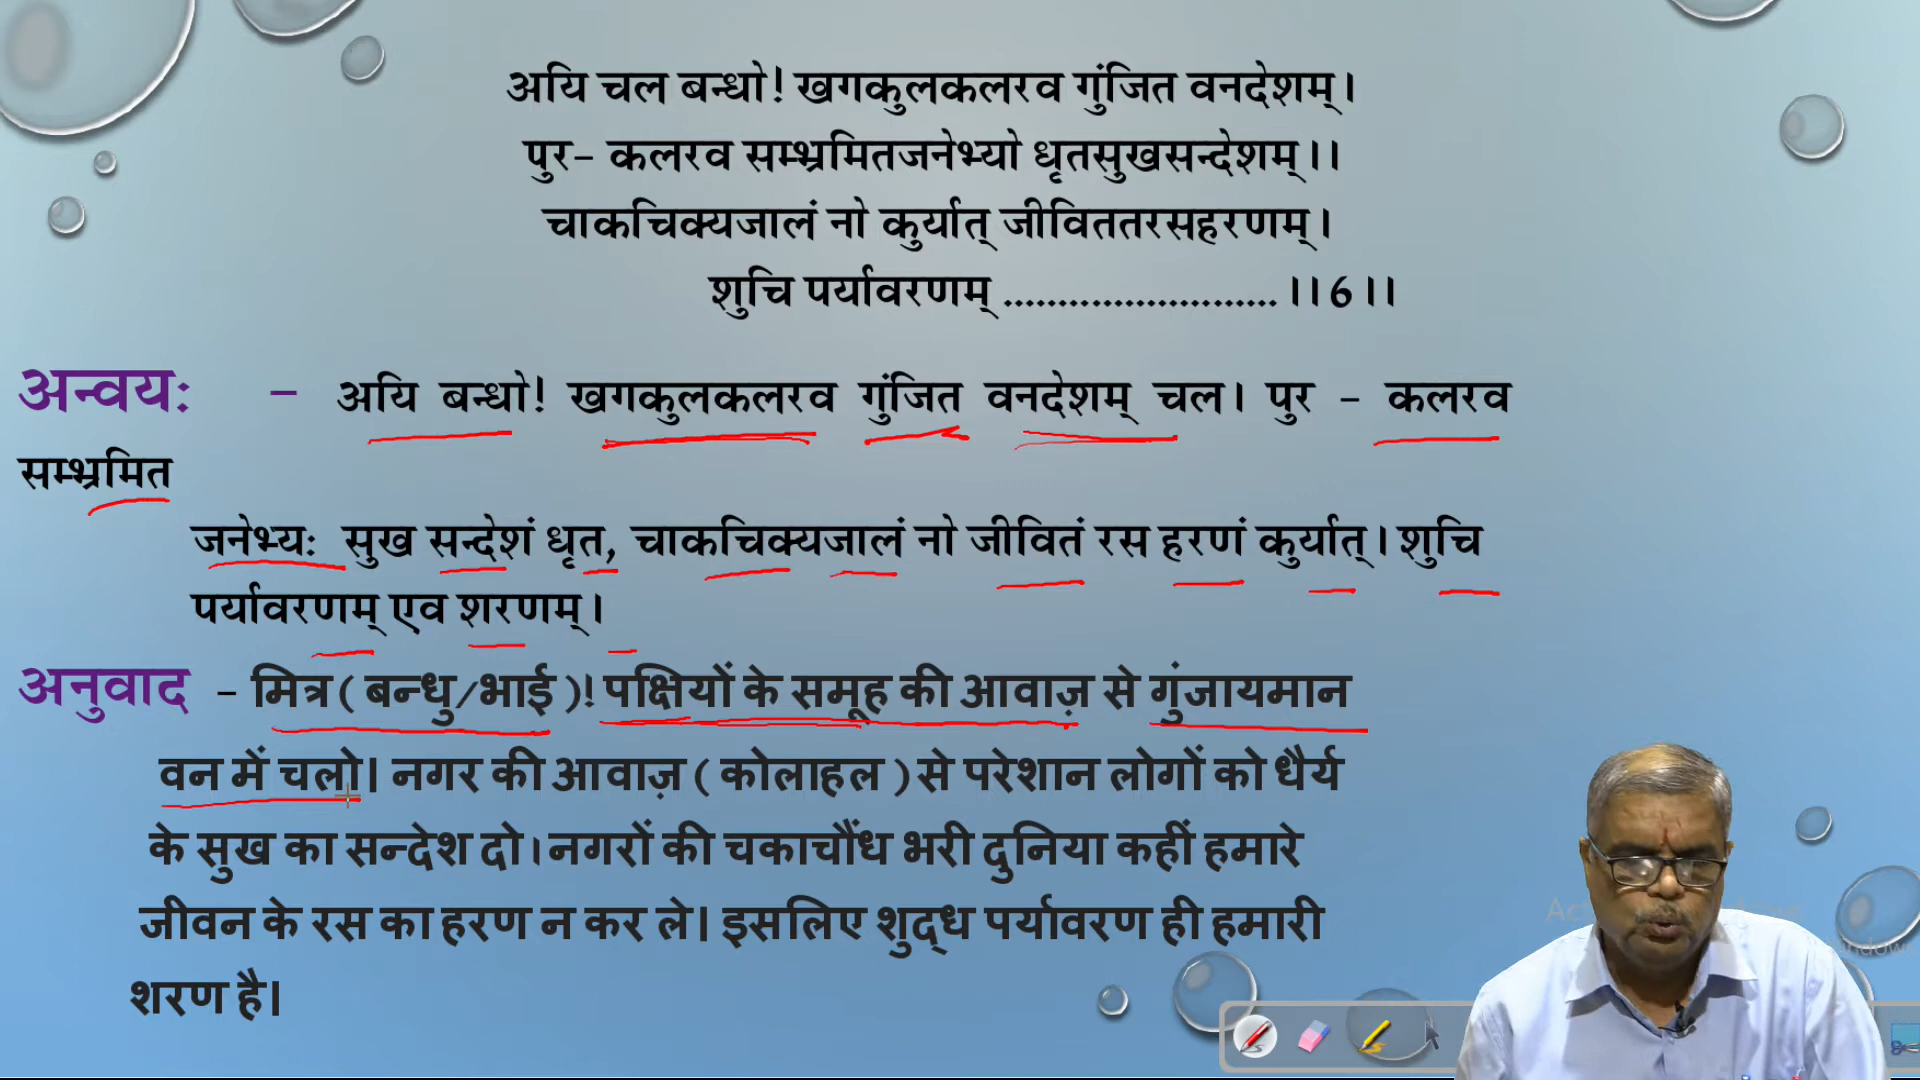 अयि चल बन्धो! खगकुलकलरव गुंजित वनदेशम्।
पुर- कलरव सम्भ्रमितजनेभ्यो धृतसुखसन्देशम्।।
चाकचिक्यजालं नो कुर्यात् जीविततरसहरणम्।
शुचि पर्यावरणम् .........................।।6।।
अन्वयः - अयि बन्धो! खगकुलकलरव गुंजित वनदेशम् चल। पुर - कलरव
सम्भ्रमित
जनेभ्यः सुख सन्देशं धृत, चाकचिक्यजालं नो जीवितं रस हरणं कुर्यात्। शुचि
पर्यावरणम् एव शरणम्।
अनुवाद - मित्र ( बन्धु/भाई )! पक्षियों के समूह की आवाज़ से गुंजायमान
वन में चलो। नगर की आवाज़ ( कोलाहल ) से परेशान लोगों को धैर्य
के सुख का सन्देश दो। नगरों की चकाचौंध भरी दुनिया कहीं हमारे
जीवन के रस का हरण न कर ले। इसलिए शुद्ध पर्यावरण ही हमारी
शरण है।